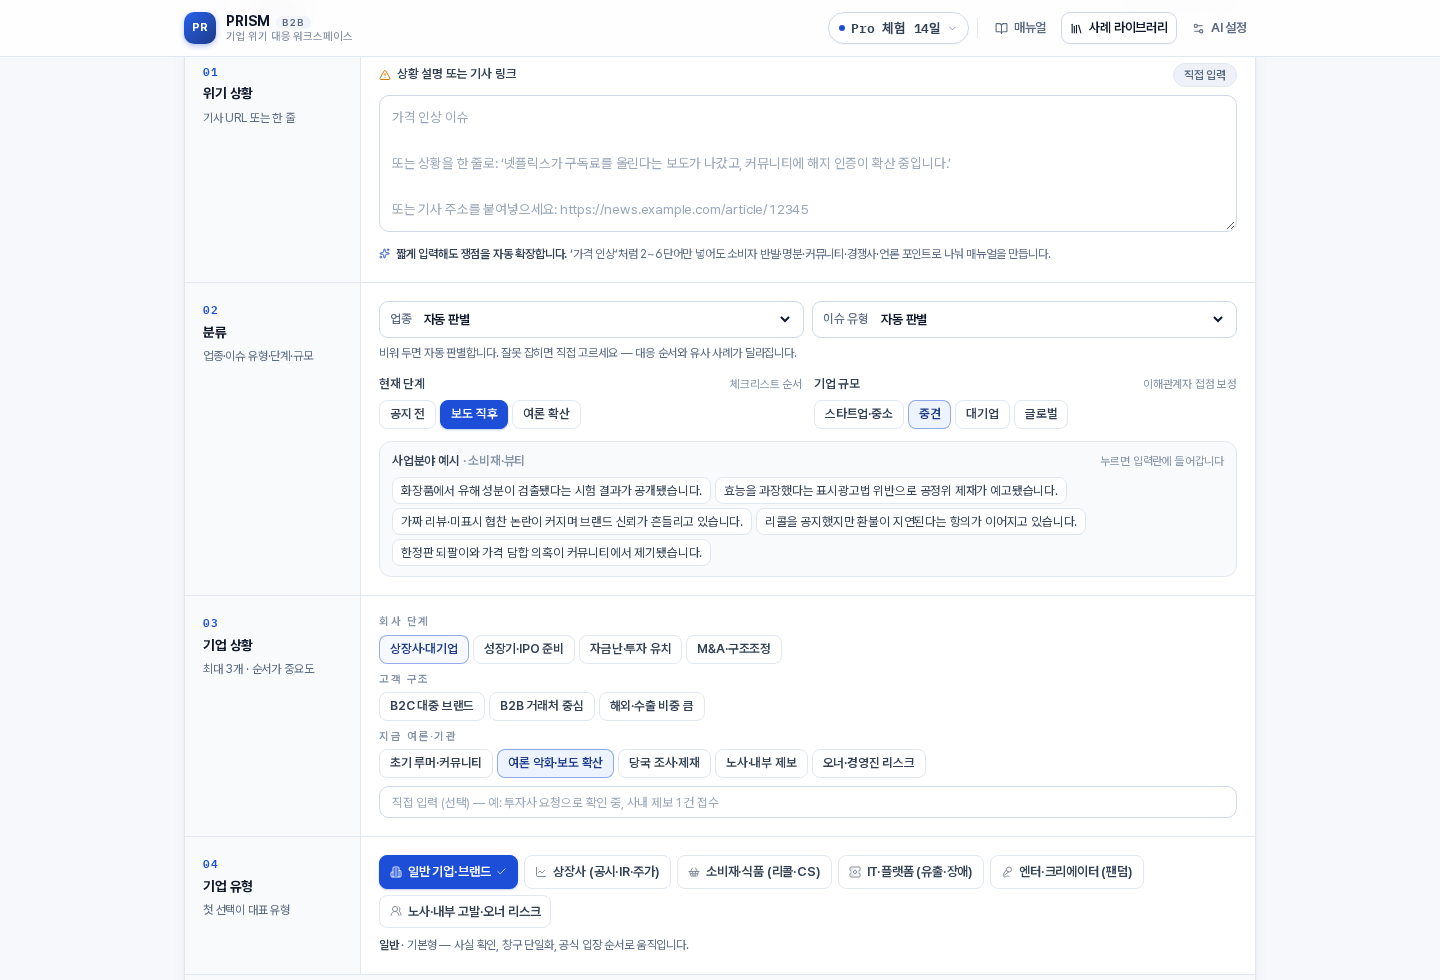 PR
PRISM B2B
기업 위기 대응 워크스페이스
Pro 체험 14일
매뉴얼
사례 라이브러리
AI 설정
01
위기 상황
기사 URL 또는 한 줄
상황 설명 또는 기사 링크
직접 입력
가격 인상 이슈
또는 상황을 한 줄로: ‘넷플릭스가 구독료를 올린다는 보도가 나갔고, 커뮤니티에 해지 인증이 확산 중입니다.’
또는 기사 주소를 붙여넣으세요: https://news.example.com/article/12345
짧게 입력해도 쟁점을 자동 확장합니다. ‘가격 인상’처럼 2~6단어만 넣어도 소비자 반발·명분·커뮤니티·경쟁사·언론 포인트로 나눠 매뉴얼을 만듭니다.
02
분류
업종·이슈 유형·단계·규모
업종 자동 판별
이슈 유형 자동 판별
비워 두면 자동 판별합니다. 잘못 잡히면 직접 고르세요 — 대응 순서와 유사 사례가 달라집니다.
현재 단계
체크리스트 순서
기업 규모
이해관계자 접점 보정
공지 전
보도 직후
여론 확산
스타트업·중소
중견
대기업
글로벌
사업분야 예시 · 소비재·뷰티
누르면 입력란에 들어갑니다
화장품에서 유해 성분이 검출됐다는 시험 결과가 공개됐습니다.
효능을 과장했다는 표시광고법 위반으로 공정위 제재가 예고됐습니다.
가짜 리뷰·미표시 협찬 논란이 커지며 브랜드 신뢰가 흔들리고 있습니다.
리콜을 공지했지만 환불이 지연된다는 항의가 이어지고 있습니다.
한정판 되팔이와 가격 담합 의혹이 커뮤니티에서 제기됐습니다.
03
기업 상황
최대 3개 · 순서가 중요도
회사 단계
상장사·대기업
성장기·IPO 준비
자금난·투자 유치
M&A·구조조정
고객 구조
B2C 대중 브랜드
B2B 거래처 중심
해외·수출 비중 큼
지금 여론·기관
초기 루머·커뮤니티
여론 악화·보도 확산
당국 조사·제재
노사·내부 제보
오너·경영진 리스크
직접 입력 (선택) — 예: 투자사 요청으로 확인 중, 사내 제보 1건 접수
04
기업 유형
첫 선택이 대표 유형
일반 기업·브랜드
상장사 (공시·IR·주가)
소비재·식품 (리콜·CS)
IT·플랫폼 (유출·장애)
엔터·크리에이터 (팬덤)
노사·내부 고발·오너 리스크
일반 · 기본형 — 사실 확인, 창구 단일화, 공식 입장 순서로 움직입니다.